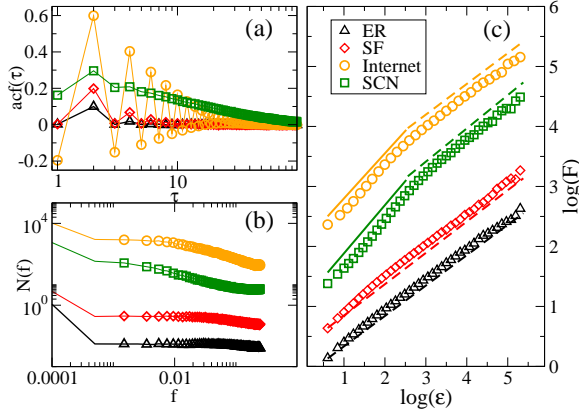 (a)
acf(τ)
0.6
0.4
0.2
0
-0.2
1
10
τ
(b)
N(f)
10^4
10^0
0.0001
0.01
f
(c)
ER
SF
Internet
SCN
log(F)
6
5
4
3
2
1
0
1
2
3
4
5
log(ε)